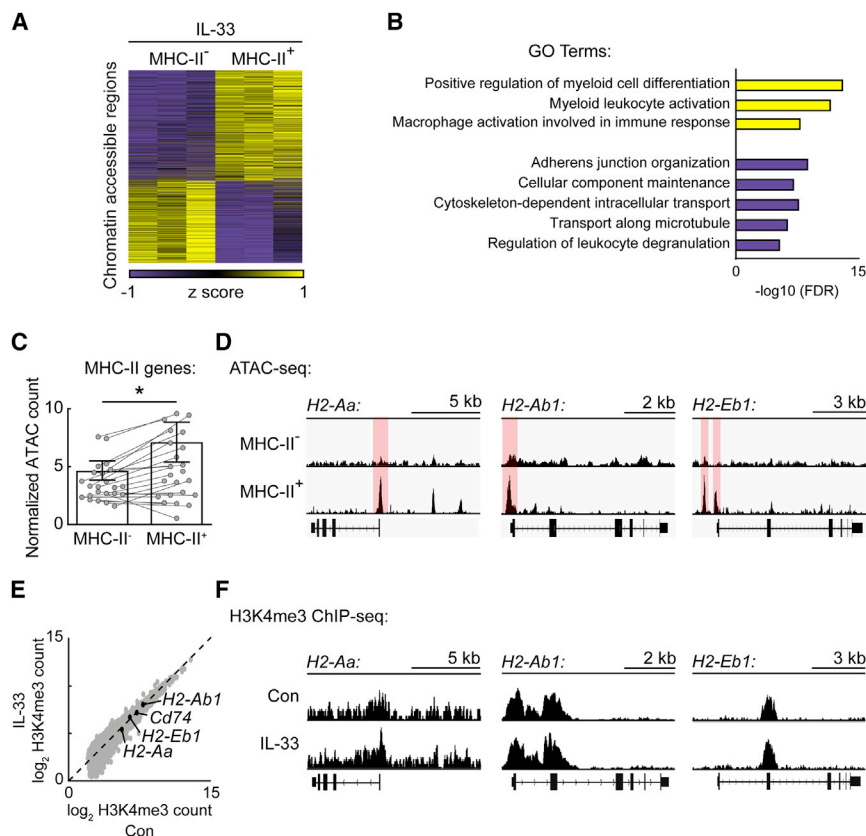 A
IL-33
MHC-II⁻ MHC-II⁺
Chromatin accessible regions
-1 z score 1
B
GO Terms:
Positive regulation of myeloid cell differentiation
Myeloid leukocyte activation
Macrophage activation involved in immune response
Adherens junction organization
Cellular component maintenance
Cytoskeleton-dependent intracellular transport
Transport along microtubule
Regulation of leukocyte degranulation
0 15
-log10 (FDR)
C
MHC-II genes:
*
Normalized ATAC count
10
5
0
MHC-II⁻ MHC-II⁺
D
ATAC-seq:
H2-Aa: 5 kb H2-Ab1: 2 kb H2-Eb1: 3 kb
MHC-II⁻
MHC-II⁺
E
15
IL-33
log₂ H3K4me3 count
H2-Ab1
Cd74
H2-Eb1
H2-Aa
0
0 15
log₂ H3K4me3 count
Con
F
H3K4me3 ChIP-seq:
H2-Aa: 5 kb H2-Ab1: 2 kb H2-Eb1: 3 kb
Con
IL-33